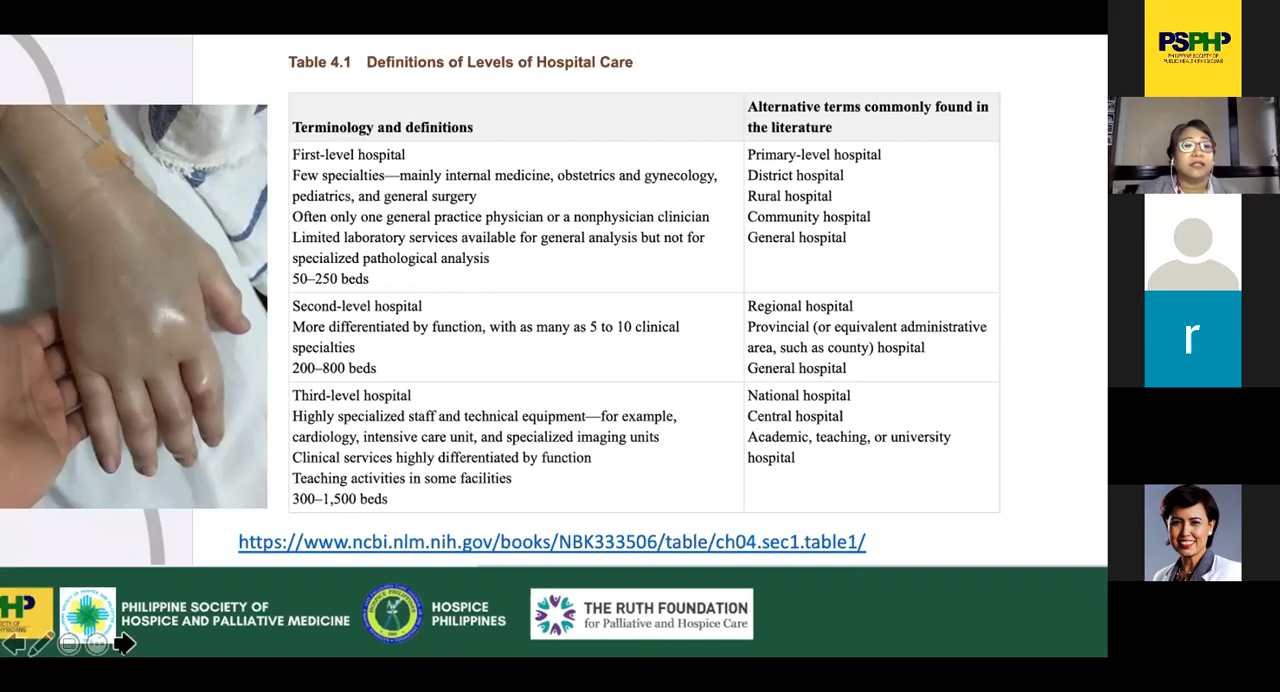 Table 4.1 Definitions of Levels of Hospital Care
Terminology and definitions
Alternative terms commonly found in
the literature
First-level hospital
Few specialties—mainly internal medicine, obstetrics and gynecology,
pediatrics, and general surgery
Often only one general practice physician or a nonphysician clinician
Limited laboratory services available for general analysis but not for
specialized pathological analysis
50–250 beds
Primary-level hospital
District hospital
Rural hospital
Community hospital
General hospital
Second-level hospital
More differentiated by function, with as many as 5 to 10 clinical
specialties
200–800 beds
Regional hospital
Provincial (or equivalent administrative
area, such as county) hospital
General hospital
Third-level hospital
Highly specialized staff and technical equipment—for example,
cardiology, intensive care unit, and specialized imaging units
Clinical services highly differentiated by function
Teaching activities in some facilities
300–1,500 beds
National hospital
Central hospital
Academic, teaching, or university
hospital
https://www.ncbi.nlm.nih.gov/books/NBK333506/table/ch04.sec1.table1/
PHILIPPINE SOCIETY OF
HOSPICE AND PALLIATIVE MEDICINE
HOSPICE
PHILIPPINES
THE RUTH FOUNDATION
for Palliative and Hospice Care
PSPHP
PHILIPPINE SOCIETY OF
PUBLIC HEALTH PHYSICIANS
r